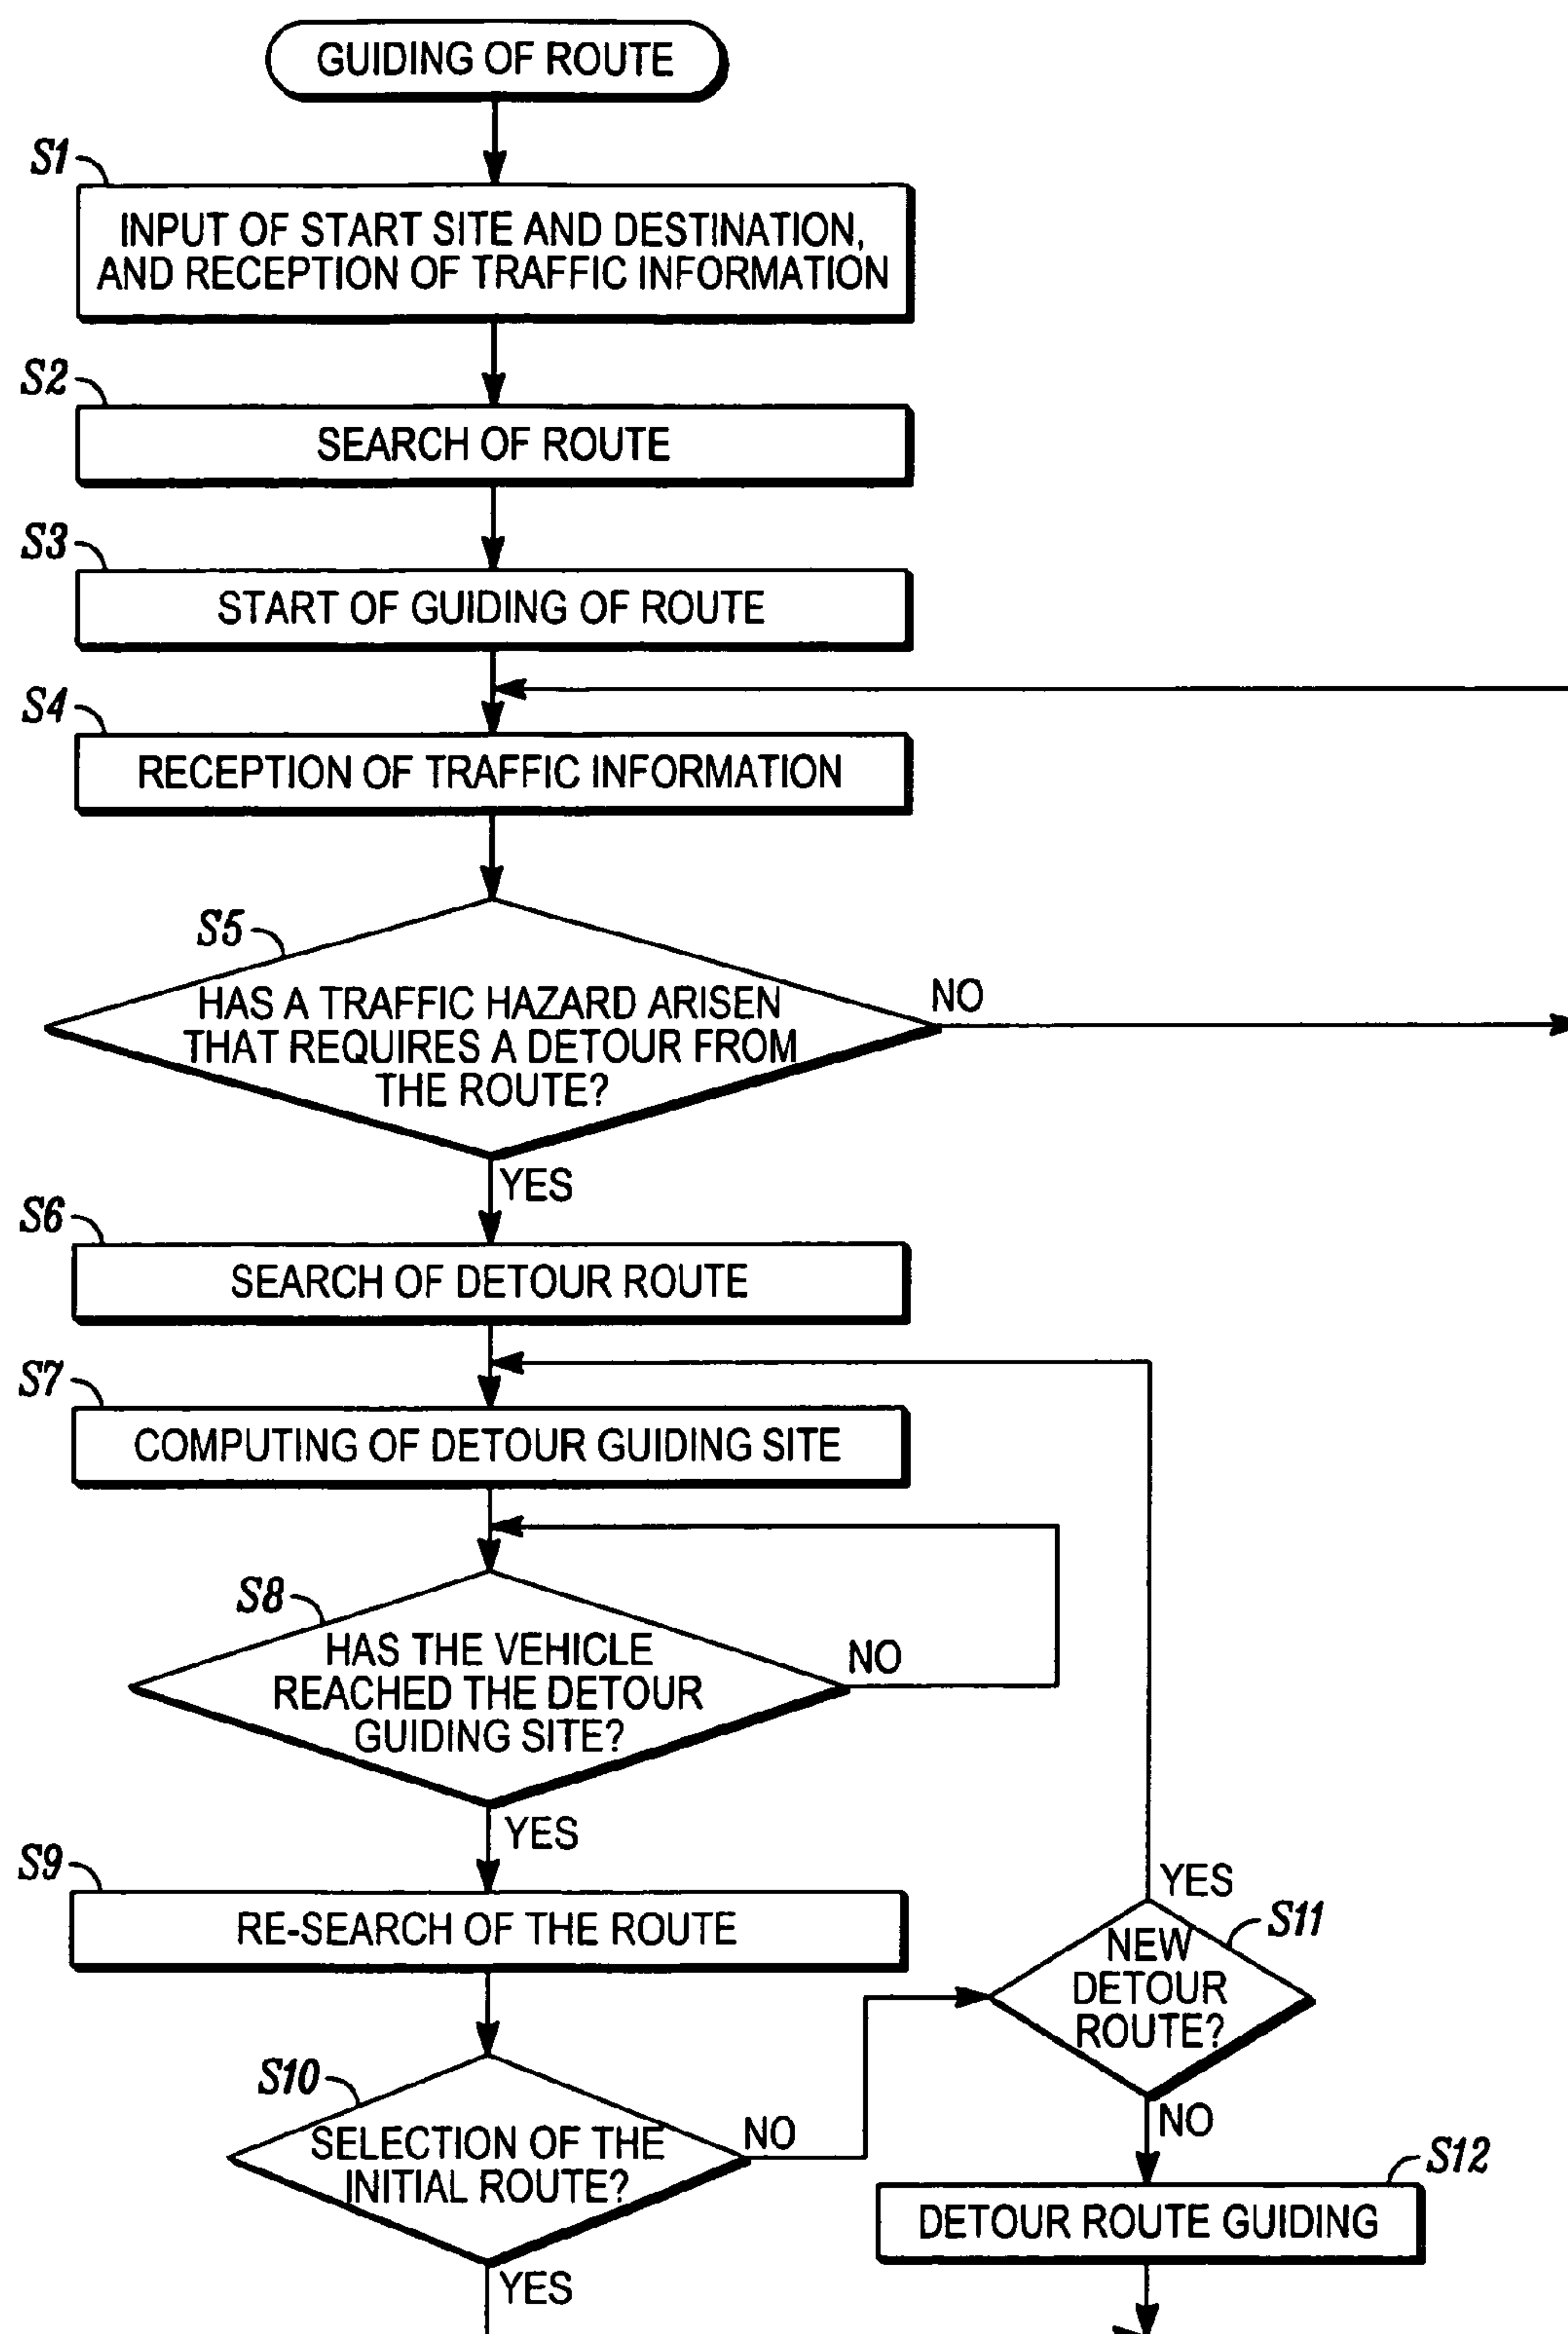 GUIDING OF ROUTE
S1
INPUT OF START SITE AND DESTINATION,
AND RECEPTION OF TRAFFIC INFORMATION
S2
SEARCH OF ROUTE
S3
START OF GUIDING OF ROUTE
S4
RECEPTION OF TRAFFIC INFORMATION
S5
HAS A TRAFFIC HAZARD ARISEN
THAT REQUIRES A DETOUR FROM
THE ROUTE?
NO
YES
S6
SEARCH OF DETOUR ROUTE
S7
COMPUTING OF DETOUR GUIDING SITE
S8
HAS THE VEHICLE
REACHED THE DETOUR
GUIDING SITE?
NO
YES
S9
RE-SEARCH OF THE ROUTE
S10
SELECTION OF THE
INITIAL ROUTE?
NO
YES
S11
NEW
DETOUR
ROUTE?
YES
NO
S12
DETOUR ROUTE GUIDING